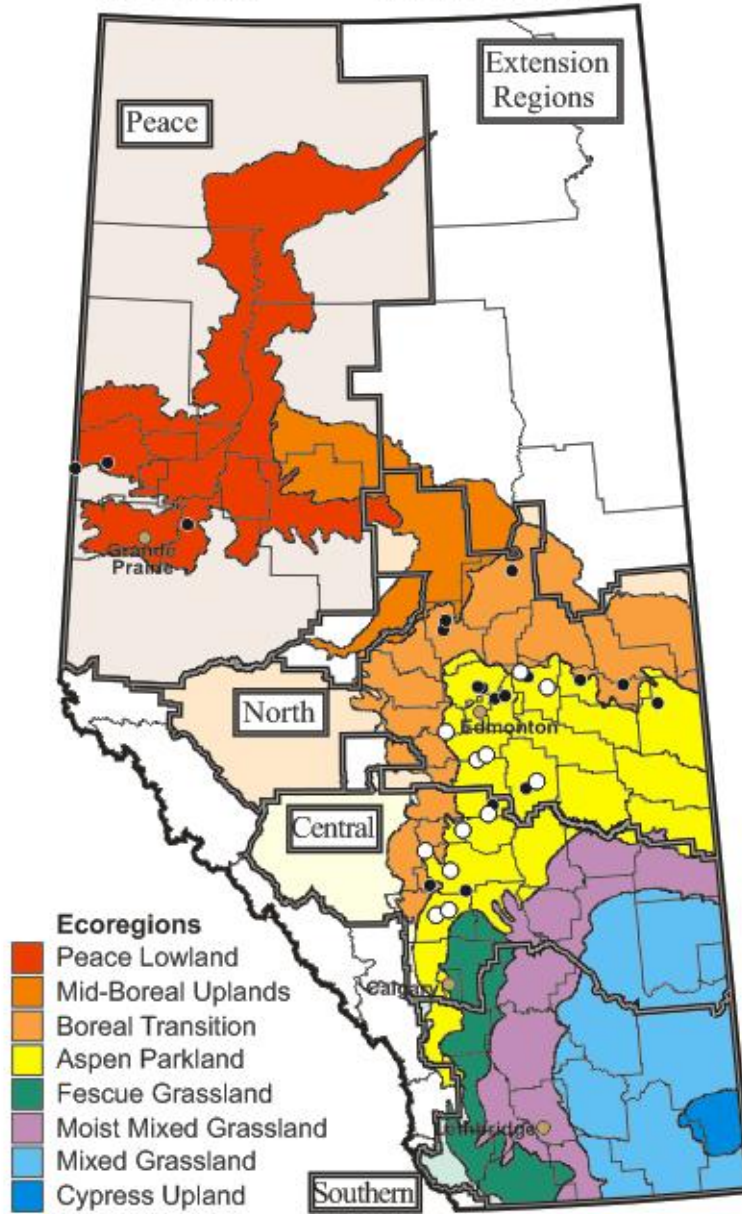 Extension
Regions
Peace
Grande
Prairie
North
Edmonton
Central
Calgary
Lethbridge
Southern
Ecoregions
Peace Lowland
Mid-Boreal Uplands
Boreal Transition
Aspen Parkland
Fescue Grassland
Moist Mixed Grassland
Mixed Grassland
Cypress Upland